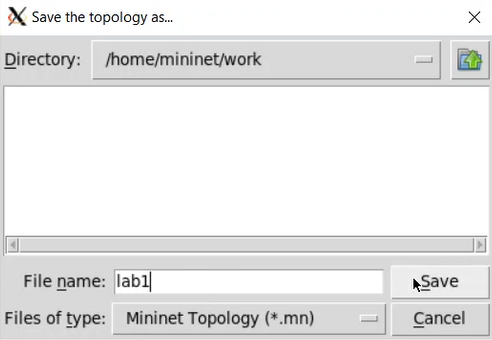 Save the topology as...
Directory: /home/mininet/work
File name: lab1 Save
Files of type: Mininet Topology (*.mn) Cancel